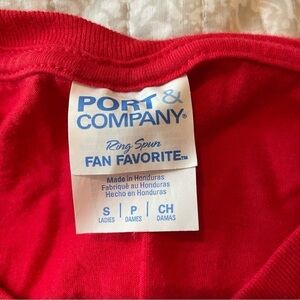 PORT &
COMPANY®
Ring Spun
FAN FAVORITE™
Made in Honduras
Fabriqué au Honduras
Hecho en Honduras
S | P | CH
LADIES | DAMES | DAMAS